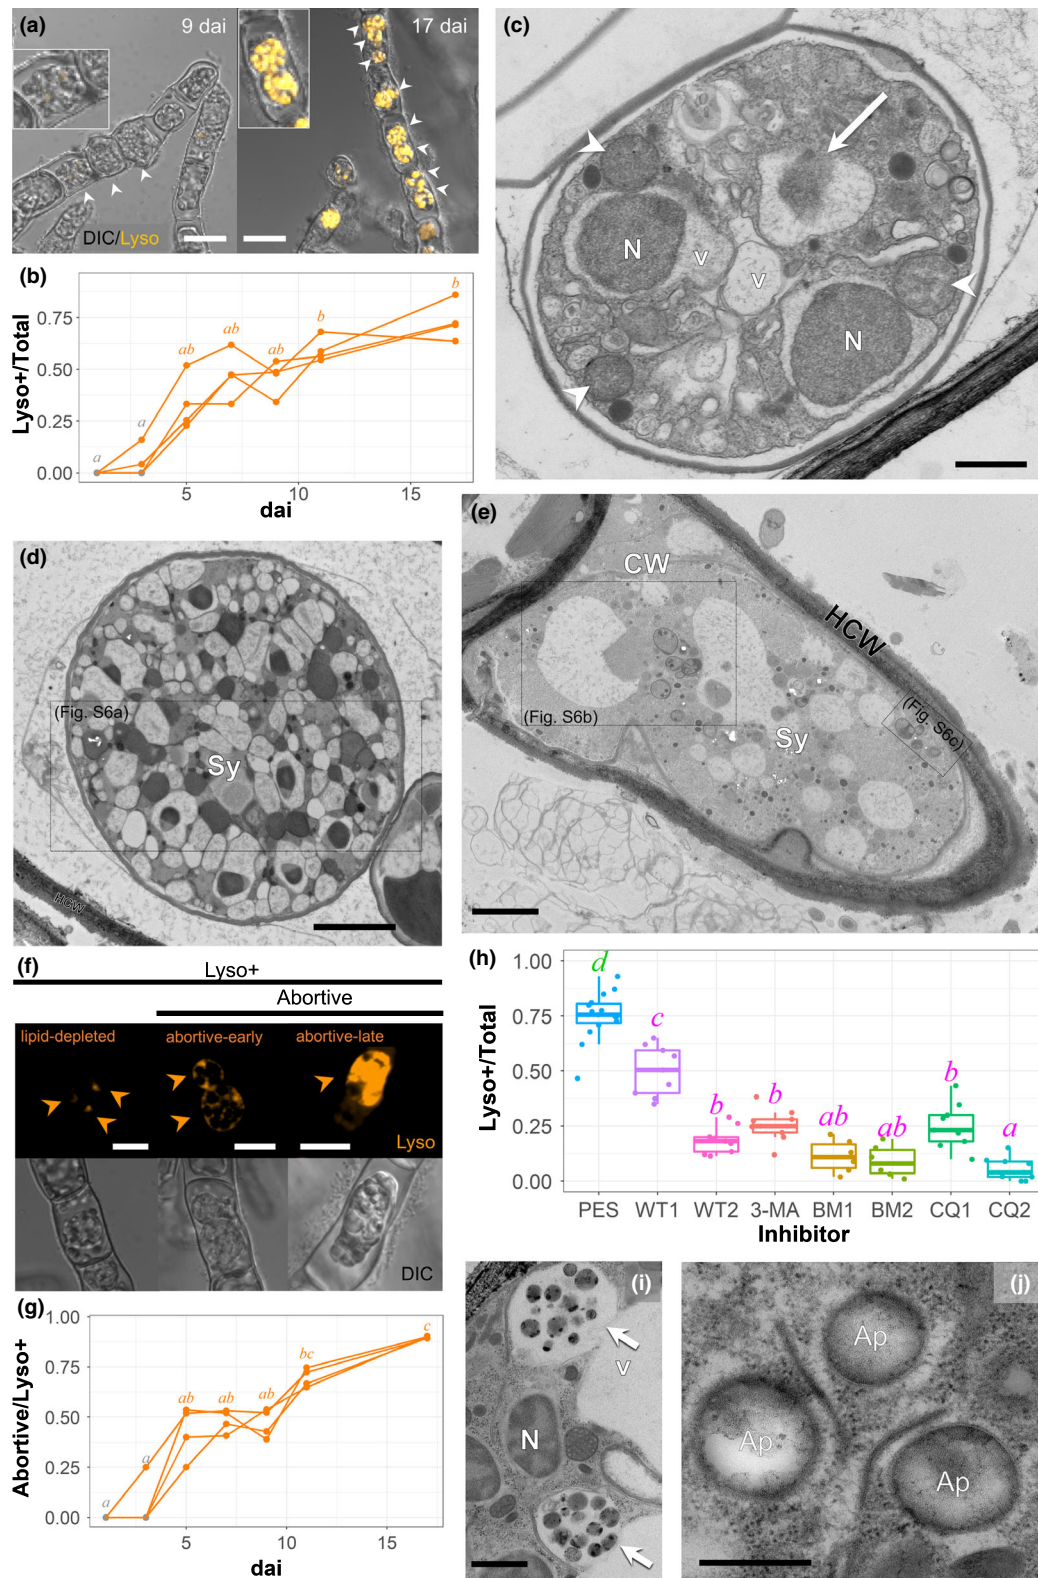 (a)
9 dai
17 dai
DIC/Lyso
(b)
Lyso+/Total
0.75
0.50
0.25
0.00
a
a
ab
ab
ab
b
b
5
10
15
dai
(c)
N
v
v
N
(d)
(Fig. S6a)
Sy
HCW
(e)
CW
HCW
(Fig. S6b)
(Fig. S6c)
Sy
(f)
Lyso+
Abortive
lipid-depleted
abortive-early
abortive-late
Lyso
DIC
(g)
Abortive/Lyso+
1.00
0.75
0.50
0.25
0.00
a
a
ab
ab
ab
bc
c
5
10
15
dai
(h)
Lyso+/Total
1.00
0.75
0.50
0.25
0.00
d
c
b
b
ab
ab
b
a
PES WT1 WT2 3-MA BM1 BM2 CQ1 CQ2
Inhibitor
(i)
v
N
(j)
Ap
Ap
Ap